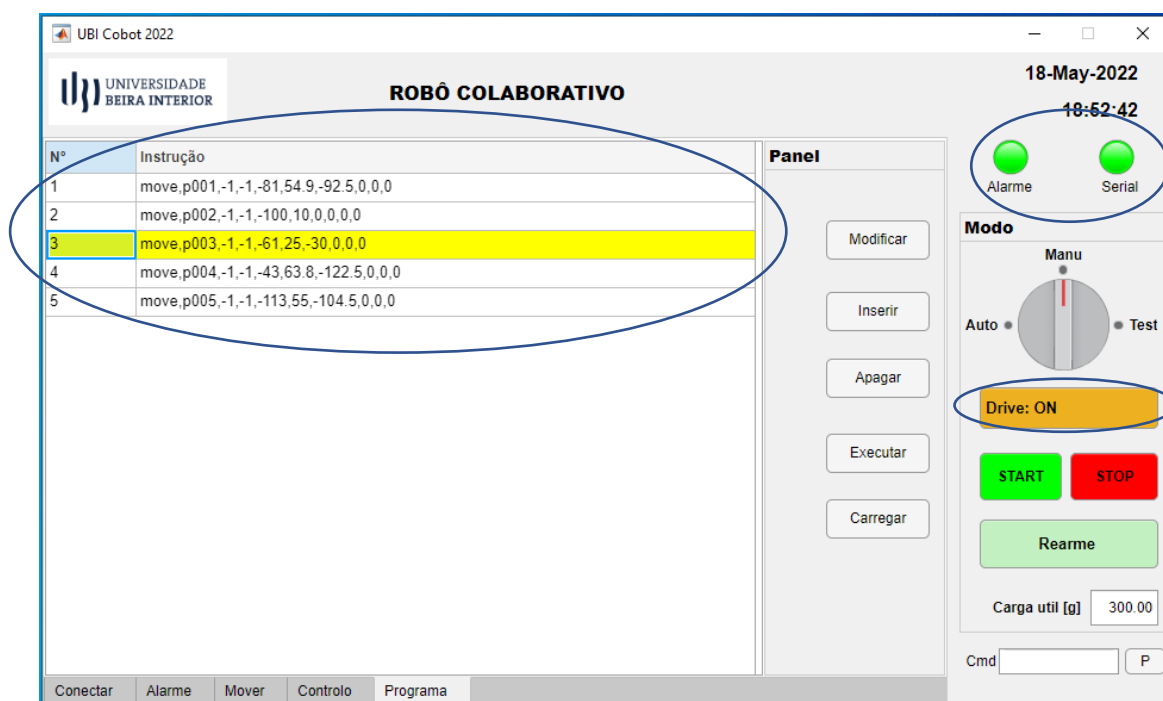 UBI Cobot 2022
UNIVERSIDADE
BEIRA INTERIOR
ROBÔ COLABORATIVO
18-May-2022
18:52:42
Nº Instrução
1 move,p001,-1,-1,-81,54.9,-92.5,0,0,0
2 move,p002,-1,-1,-100,10,0,0,0,0
3 move,p003,-1,-1,-61,25,-30,0,0,0
4 move,p004,-1,-1,-43,63.8,-122.5,0,0,0
5 move,p005,-1,-1,-113,55,-104.5,0,0,0
Panel
Modificar
Inserir
Apagar
Executar
Carregar
Alarme Serial
Modo
Manu
Auto Test
Drive: ON
START STOP
Rearme
Carga util [g] 300.00
Cmd P
Conectar Alarme Mover Controlo Programa